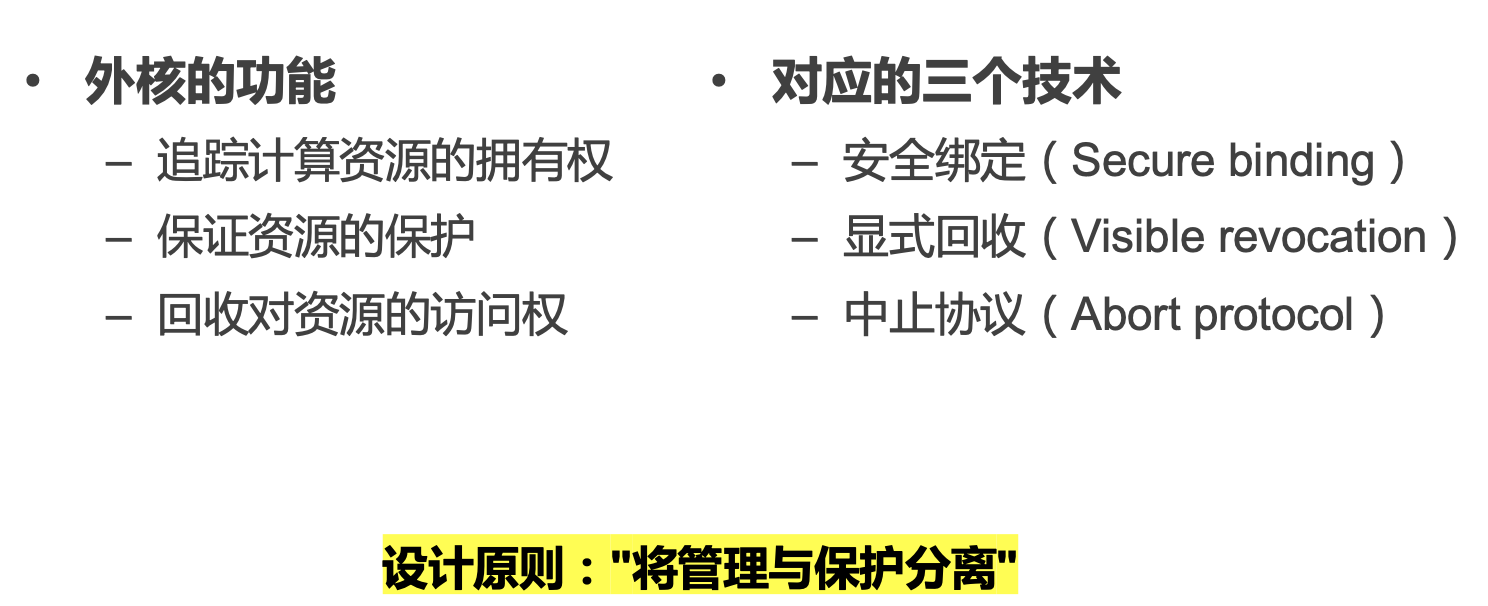 • 外核的功能
– 追踪计算资源的拥有权
– 保证资源的保护
– 回收对资源的访问权
• 对应的三个技术
– 安全绑定（Secure binding）
– 显式回收（Visible revocation）
– 中止协议（Abort protocol）
设计原则："将管理与保护分离"